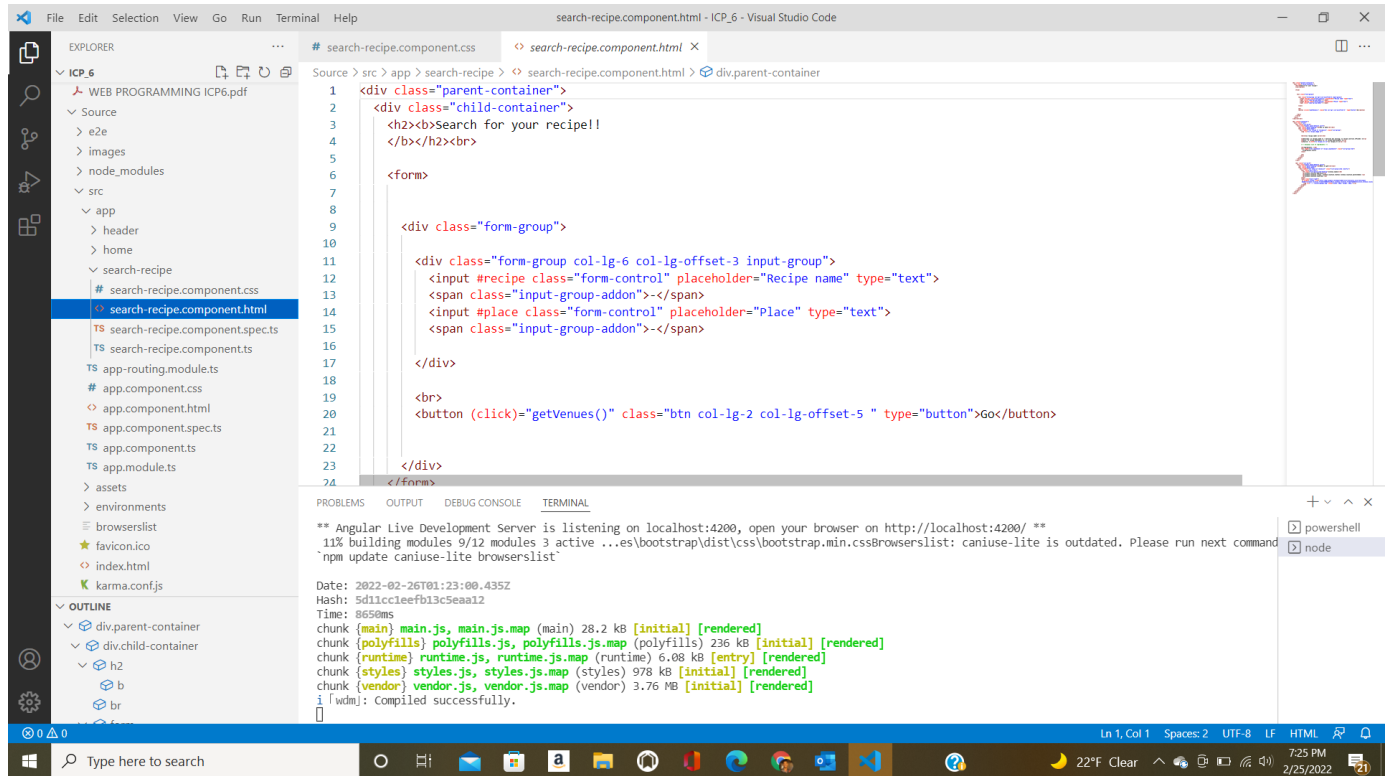 File Edit Selection View Go Run Terminal Help search-recipe.component.html - ICP_6 - Visual Studio Code
EXPLORER
ICP_6
WEB PROGRAMMING ICP6.pdf
Source
e2e
images
node_modules
src
app
header
home
search-recipe
# search-recipe.component.css
<> search-recipe.component.html
TS search-recipe.component.spec.ts
TS search-recipe.component.ts
TS app-routing.module.ts
# app.component.css
<> app.component.html
TS app.component.spec.ts
TS app.component.ts
TS app.module.ts
assets
environments
browserslist
favicon.ico
<> index.html
K karma.conf.js
OUTLINE
div.parent-container
div.child-container
h2
b
br
form
# search-recipe.component.css <> search-recipe.component.html
Source > src > app > search-recipe > <> search-recipe.component.html > div.parent-container
1 <div class="parent-container">
2 <div class="child-container">
3 <h2><b>Search for your recipe!!
4 </b></h2><br>
5
6 <form>
7
8
9 <div class="form-group">
10
11 <div class="form-group col-lg-6 col-lg-offset-3 input-group">
12 <input #recipe class="form-control" placeholder="Recipe name" type="text">
13 <span class="input-group-addon">-</span>
14 <input #place class="form-control" placeholder="Place" type="text">
15 <span class="input-group-addon">-</span>
16
17 </div>
18
19 <br>
20 <button (click)="getVenues()" class="btn col-lg-2 col-lg-offset-5 " type="button">Go</button>
21
22
23 </div>
24 </form>
PROBLEMS OUTPUT DEBUG CONSOLE TERMINAL
** Angular Live Development Server is listening on localhost:4200, open your browser on http://localhost:4200/ **
11% building modules 9/12 modules 3 active ...es\bootstrap\dist\css\bootstrap.min.cssBrowserslist: caniuse-lite is outdated. Please run next command
`npm update caniuse-lite browserslist`
Date: 2022-02-26T01:23:00.435Z
Hash: 5d11cc1eefb13c5eaa12
Time: 8650ms
chunk {main} main.js, main.js.map (main) 28.2 kB [initial] [rendered]
chunk {polyfills} polyfills.js, polyfills.js.map (polyfills) 236 kB [initial] [rendered]
chunk {runtime} runtime.js, runtime.js.map (runtime) 6.08 kB [entry] [rendered]
chunk {styles} styles.js, styles.js.map (styles) 978 kB [initial] [rendered]
chunk {vendor} vendor.js, vendor.js.map (vendor) 3.76 MB [initial] [rendered]
i ｢wdm｣: Compiled successfully.
powershell
node
0 0 Ln 1, Col 1 Spaces: 2 UTF-8 LF HTML
Type here to search 22°F Clear 7:25 PM
2/25/2022
21